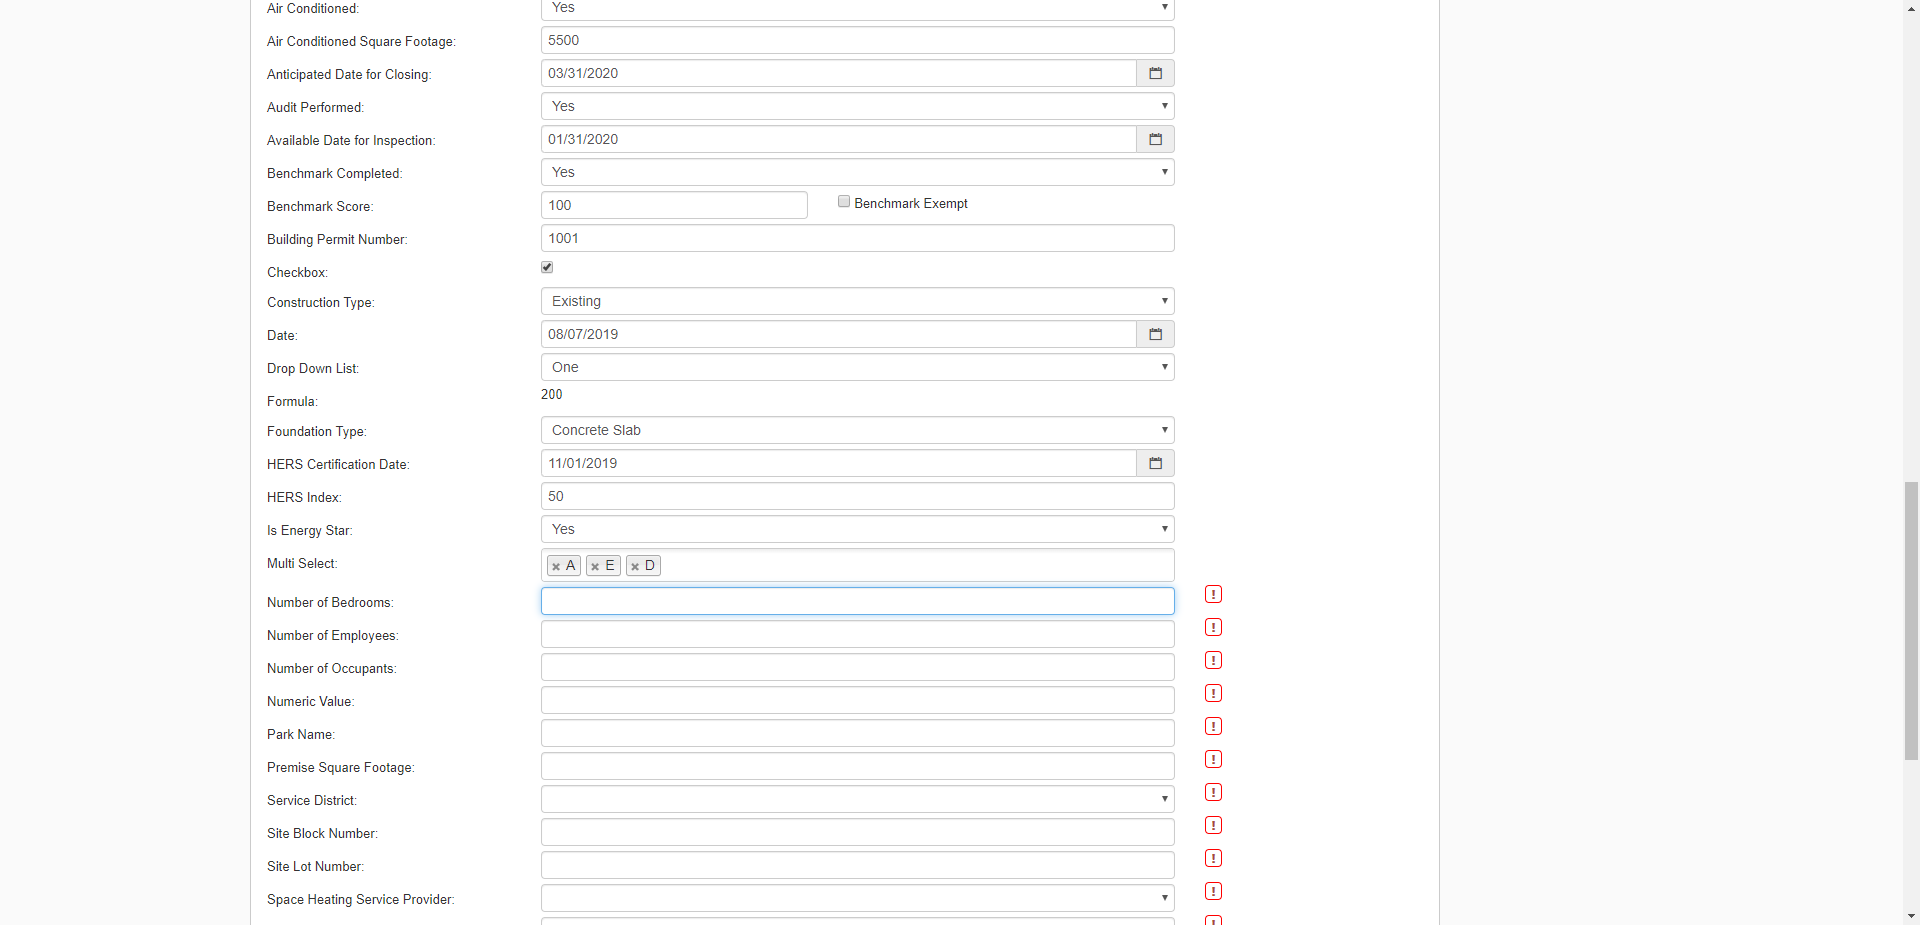 Air Conditioned: Yes
Air Conditioned Square Footage: 5500
Anticipated Date for Closing: 03/31/2020
Audit Performed: Yes
Available Date for Inspection: 01/31/2020
Benchmark Completed: Yes
Benchmark Score: 100 Benchmark Exempt
Building Permit Number: 1001
Checkbox:
Construction Type: Existing
Date: 08/07/2019
Drop Down List: One
Formula: 200
Foundation Type: Concrete Slab
HERS Certification Date: 11/01/2019
HERS Index: 50
Is Energy Star: Yes
Multi Select: × A × E × D
Number of Bedrooms: !
Number of Employees: !
Number of Occupants: !
Numeric Value: !
Park Name: !
Premise Square Footage: !
Service District: !
Site Block Number: !
Site Lot Number: !
Space Heating Service Provider: !